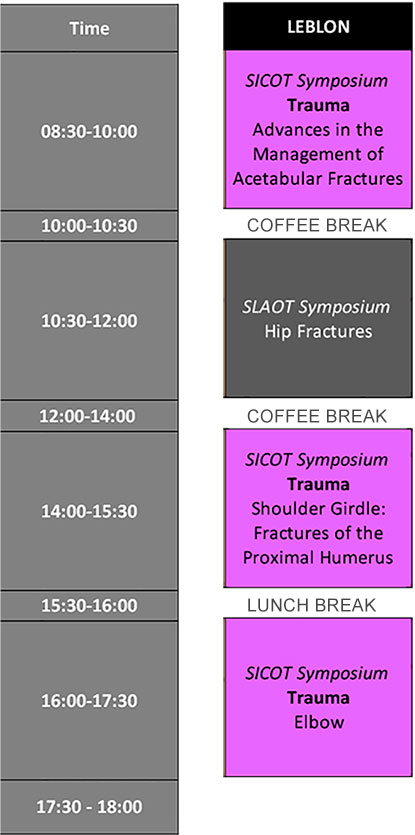 Time
LEBLON
08:30-10:00
SICOT Symposium
Trauma
Advances in the
Management of
Acetabular Fractures
10:00-10:30
COFFEE BREAK
10:30-12:00
SLAOT Symposium
Hip Fractures
12:00-14:00
COFFEE BREAK
14:00-15:30
SICOT Symposium
Trauma
Shoulder Girdle:
Fractures of the
Proximal Humerus
15:30-16:00
LUNCH BREAK
16:00-17:30
SICOT Symposium
Trauma
Elbow
17:30 - 18:00